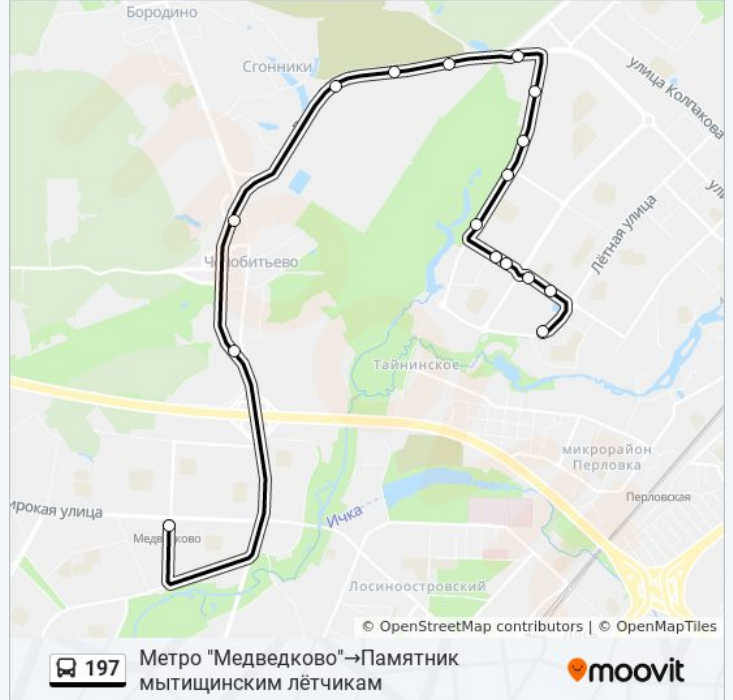 Бородино
Сгонники
улица Колпакова
ул
Лётная улица
Челобитьево
Тайнинское
микрорайон
Перловка
Перловская
ирокая улица
Медведково
Ичка
Лосиноостровский
© OpenStreetMap contributors | © OpenMapTiles
197
Метро "Медведково"→Памятник
мытищинским лётчикам
moovit